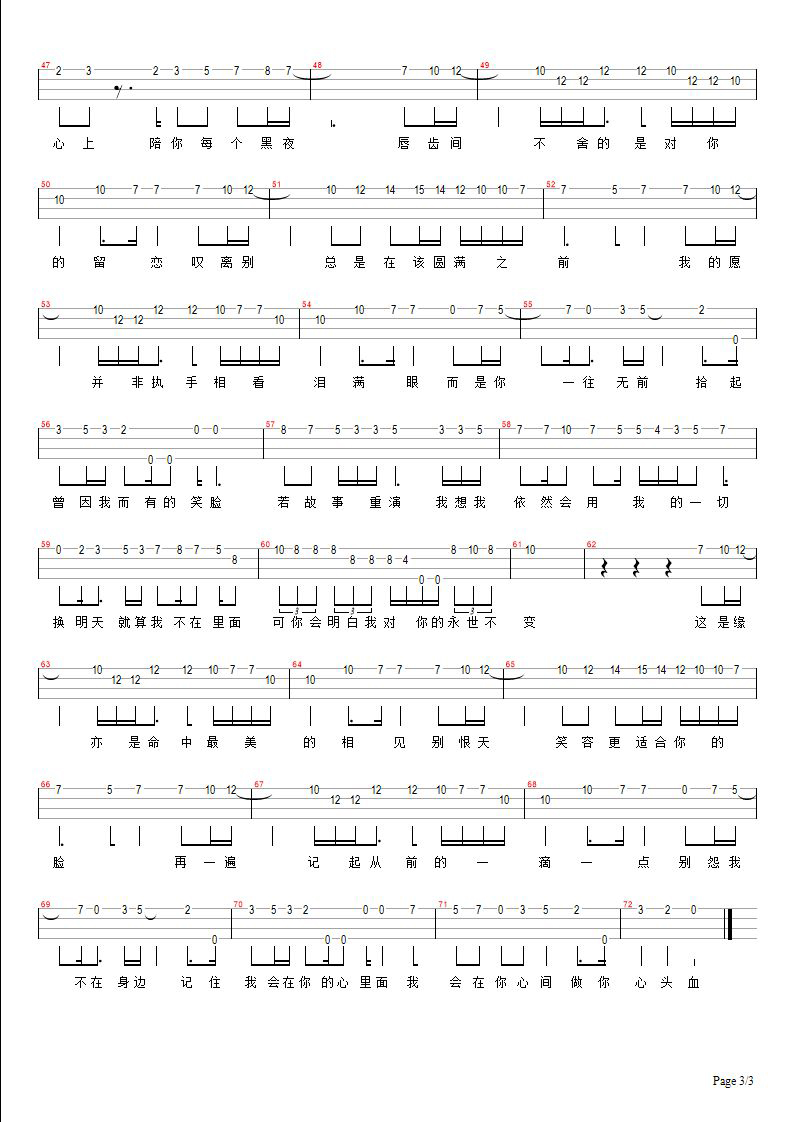 47 48 49
2 3 2 3 5 7 8 7 7 10 12 10 12 12 12 12 10 12 12 10
心上 陪你每个黑夜 唇齿间 不舍的是对你
50 51 52
10 10 7 7 7 10 12 10 12 14 15 14 12 10 10 7 7 5 7 7 10 12
的留恋叹离别 总是在该圆满之前 我的愿
53 54 55
10 12 12 12 12 10 7 7 10 10 10 7 7 0 7 5 7 0 3 5 2 0
并非执手相看泪满眼而是你 一往无前 拾起
56 57 58
3 5 3 2 0 0 0 0 8 7 5 3 3 5 3 3 5 7 7 10 7 5 5 4 3 5 7
曾因我而有的笑脸 若故事重演 我想我 依然会用我的一切
59 60 61 62
0 2 3 5 3 7 8 7 5 8 10 8 8 8 8 8 8 4 0 0 8 10 8 10 7 10 12
3 3 3
换明天 就算我不在里面 可你会明白我对你的永世不变 这是缘
63 64 65
10 12 12 12 12 10 7 7 10 10 10 7 7 7 10 12 10 12 14 15 14 12 10 10 7
亦是命中最美的相见别恨天 笑容更适合你的
66 67 68
7 5 7 7 10 12 10 12 12 12 12 10 7 7 10 10 10 7 7 0 7 5
脸 再一遍 记起从前的一滴一点别怨我
69 70 71 72
7 0 3 5 2 0 3 5 3 2 0 0 0 0 7 5 7 0 3 5 2 0 3 2 0
不在身边 记住 我会在你的心里面我 会在你心间做你 心头血
Page 3/3